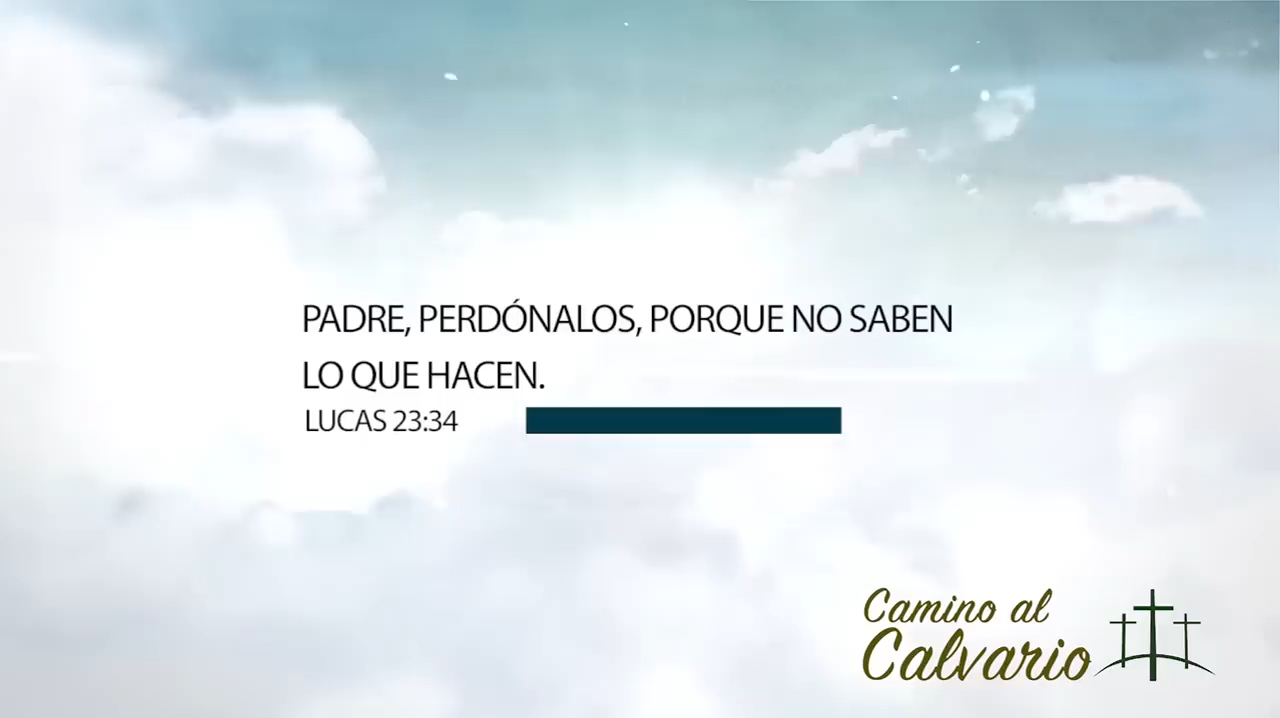 PADRE, PERDÓNALOS, PORQUE NO SABEN
LO QUE HACEN.
LUCAS 23:34
Camino al
Calvario